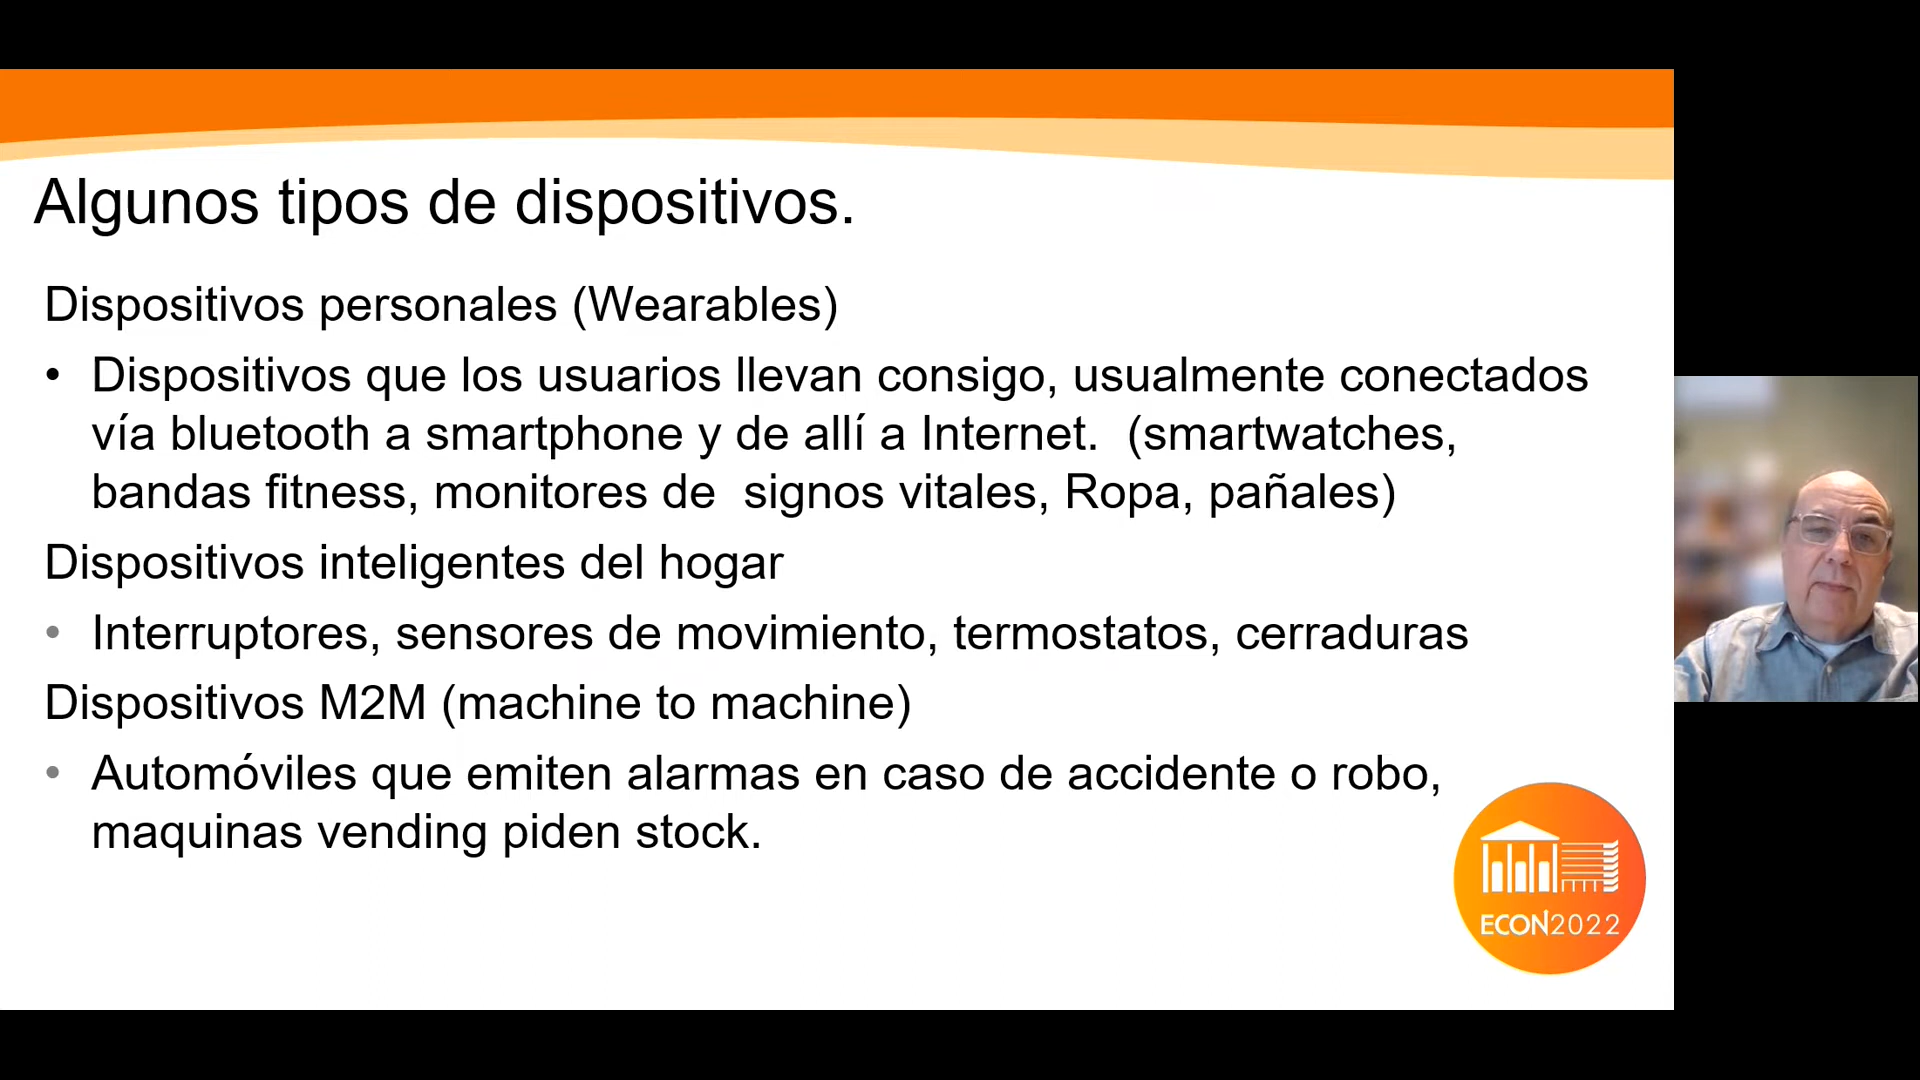 Algunos tipos de dispositivos.
Dispositivos personales (Wearables)
• Dispositivos que los usuarios llevan consigo, usualmente conectados
vía bluetooth a smartphone y de allí a Internet.  (smartwatches,
bandas fitness, monitores de  signos vitales, Ropa, pañales)
Dispositivos inteligentes del hogar
• Interruptores, sensores de movimiento, termostatos, cerraduras
Dispositivos M2M (machine to machine)
• Automóviles que emiten alarmas en caso de accidente o robo,
maquinas vending piden stock.
ECON2022